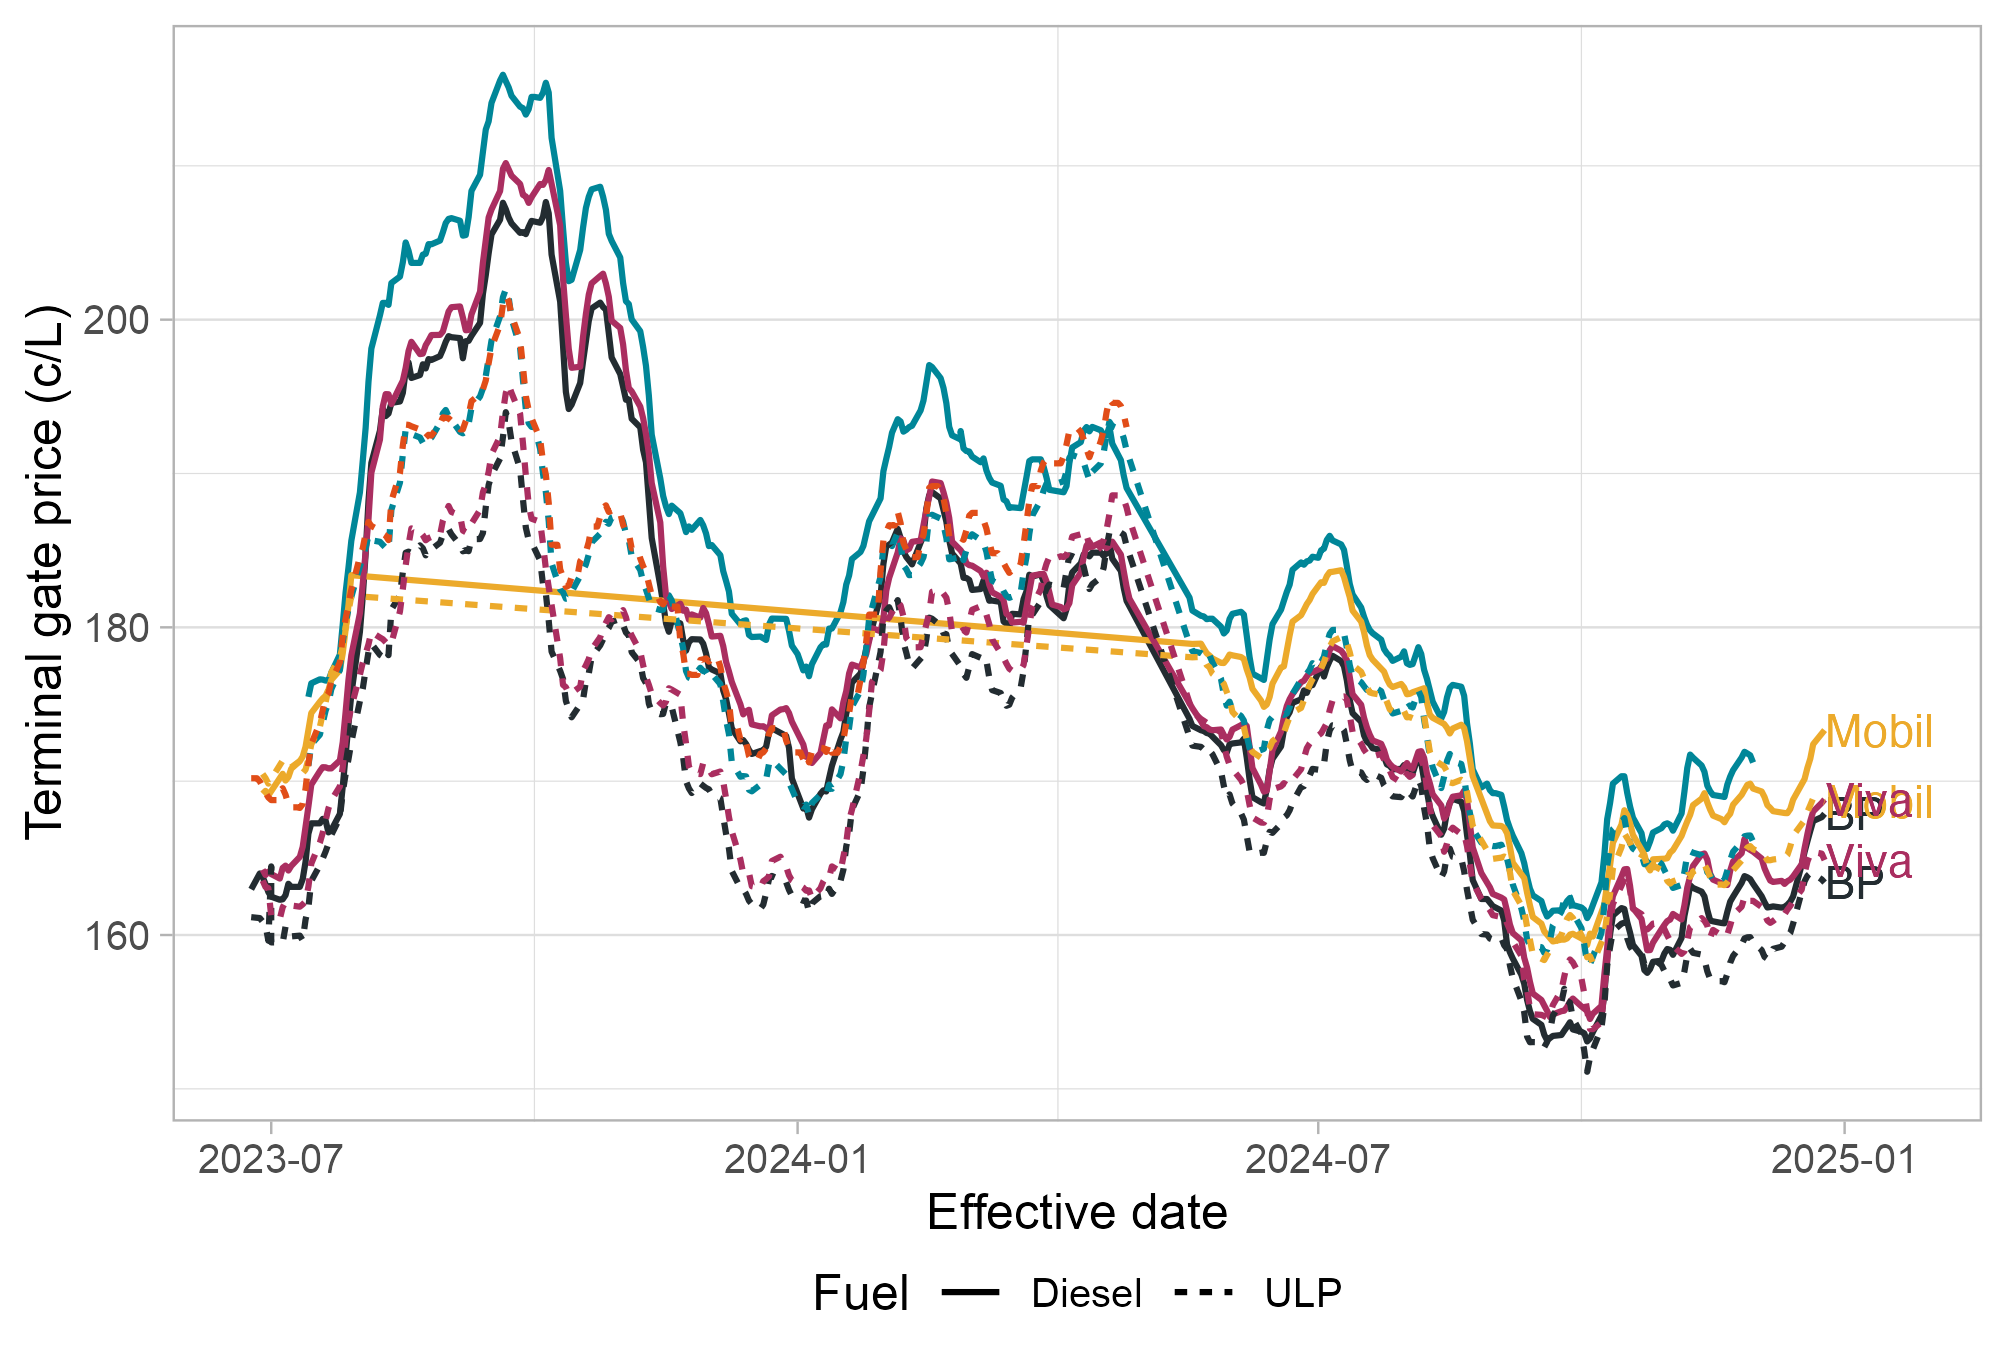 Terminal gate price (c/L)
200
180
160
Mobil
Viva
Mobil
BP
Viva
BP
2023-07
2024-01
2024-07
2025-01
Effective date
Fuel Diesel ULP